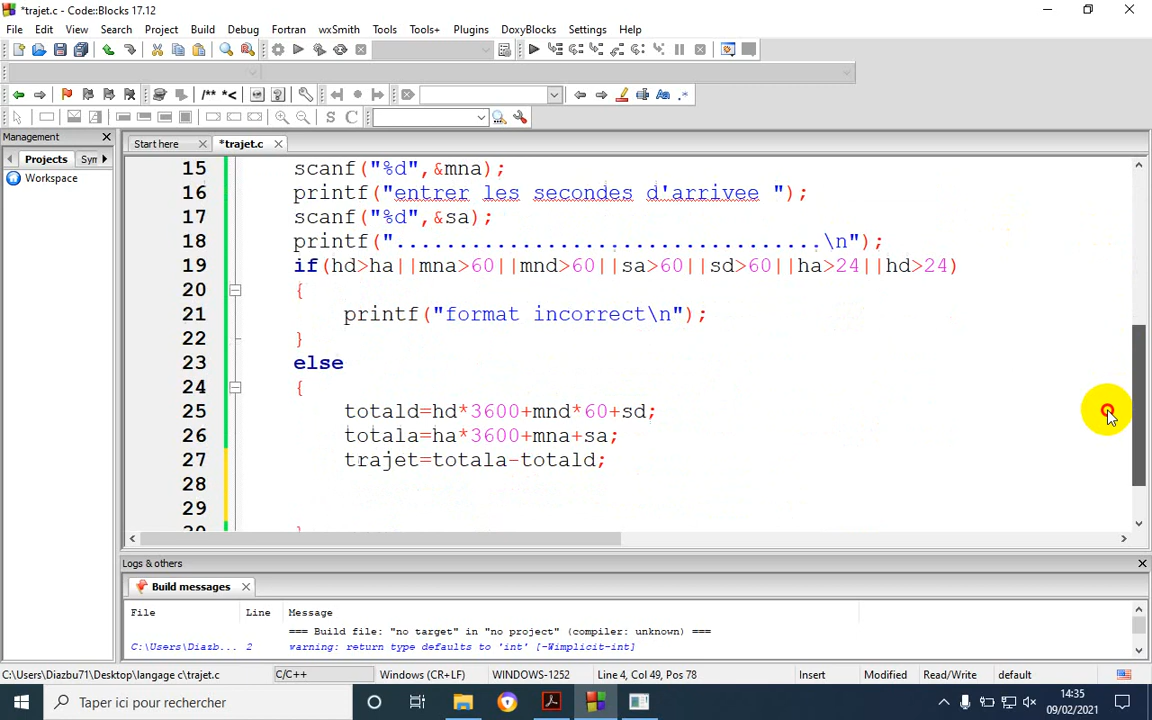 *trajet.c - Code::Blocks 17.12
File Edit View Search Project Build Debug Fortran wxSmith Tools Tools+ Plugins DoxyBlocks Settings Help
/** *<
S C
Aa .*
Management
Projects Syn
Workspace
Start here *trajet.c
15 scanf("%d",&mna);
16 printf("entrer les secondes d'arrivee ");
17 scanf("%d",&sa);
18 printf("..................................\n");
19 if(hd>ha||mna>60||mnd>60||sa>60||sd>60||ha>24||hd>24)
20 {
21 printf("format incorrect\n");
22 }
23 else
24 {
25 totald=hd*3600+mnd*60+sd;
26 totala=ha*3600+mna+sa;
27 trajet=totala-totald;
28
29
30 }
Logs & others
Build messages
File Line Message
=== Build file: "no target" in "no project" (compiler: unknown) ===
C:\Users\Diazb... 2 warning: return type defaults to 'int' [-Wimplicit-int]
C:\Users\Diazbu71\Desktop\langage c\trajet.c C/C++ Windows (CR+LF) WINDOWS-1252 Line 4, Col 49, Pos 78 Insert Modified Read/Write default
Taper ici pour rechercher
14:35
09/02/2021